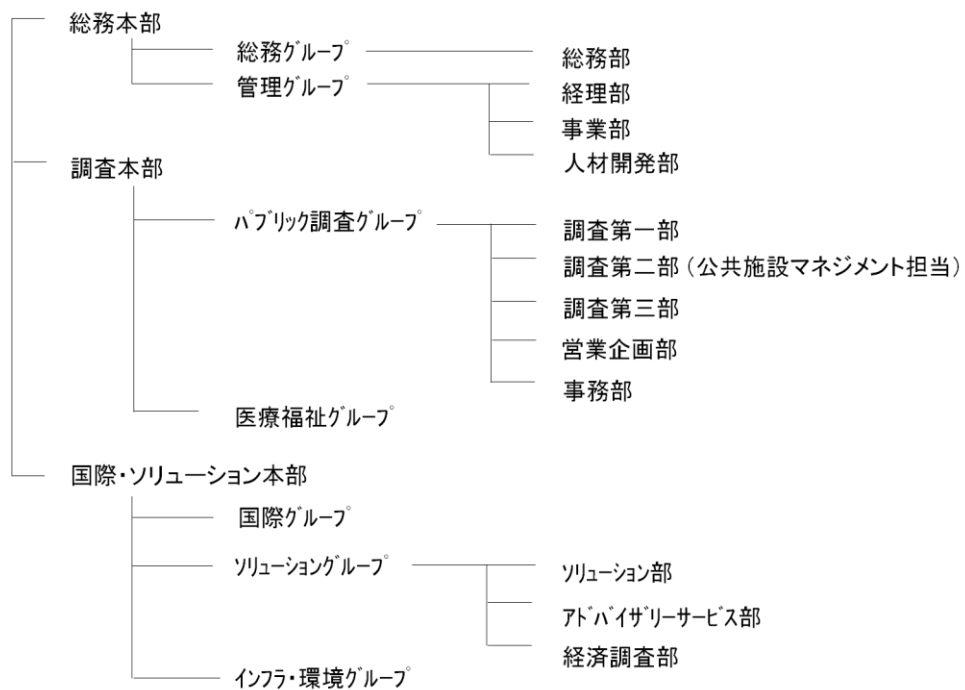 総務本部
総務ｸﾞﾙｰﾌﾟ 総務部
管理ｸﾞﾙｰﾌﾟ 経理部
事業部
人材開発部
調査本部
ﾊﾟﾌﾞﾘｯｸ調査ｸﾞﾙｰﾌﾟ 調査第一部
調査第二部（公共施設マネジメント担当）
調査第三部
営業企画部
事務部
医療福祉ｸﾞﾙｰﾌﾟ
国際・ソリューション本部
国際ｸﾞﾙｰﾌﾟ
ｿﾘｭｰｼｮﾝｸﾞﾙｰﾌﾟ ｿﾘｭｰｼｮﾝ部
ｱﾄﾞﾊﾞｲｻﾞﾘｰｻｰﾋﾞｽ部
経済調査部
ｲﾝﾌﾗ・環境ｸﾞﾙｰﾌﾟ